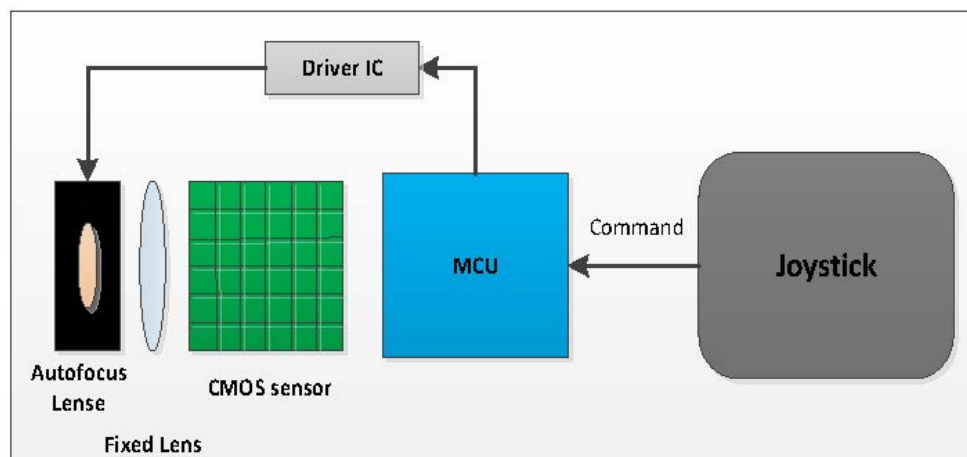 Driver IC
Command
MCU
Joystick
Autofocus
Lense
CMOS sensor
Fixed Lens